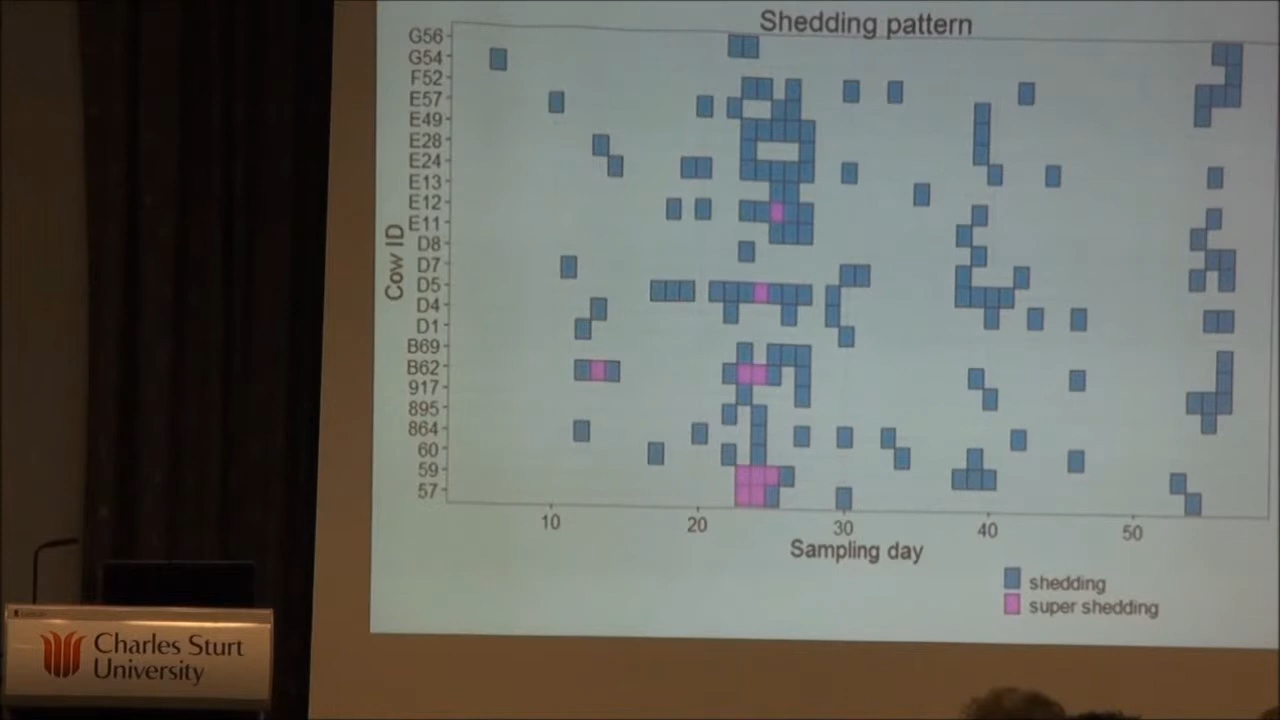 Shedding pattern
G56
G54
F52
E57
E49
E28
E24
E13
E12
E11
D8
D7
D5
D4
D1
B69
B62
917
895
864
60
59
57
Cow ID
10 20 30 40 50
Sampling day
shedding
super shedding
Charles Sturt
University